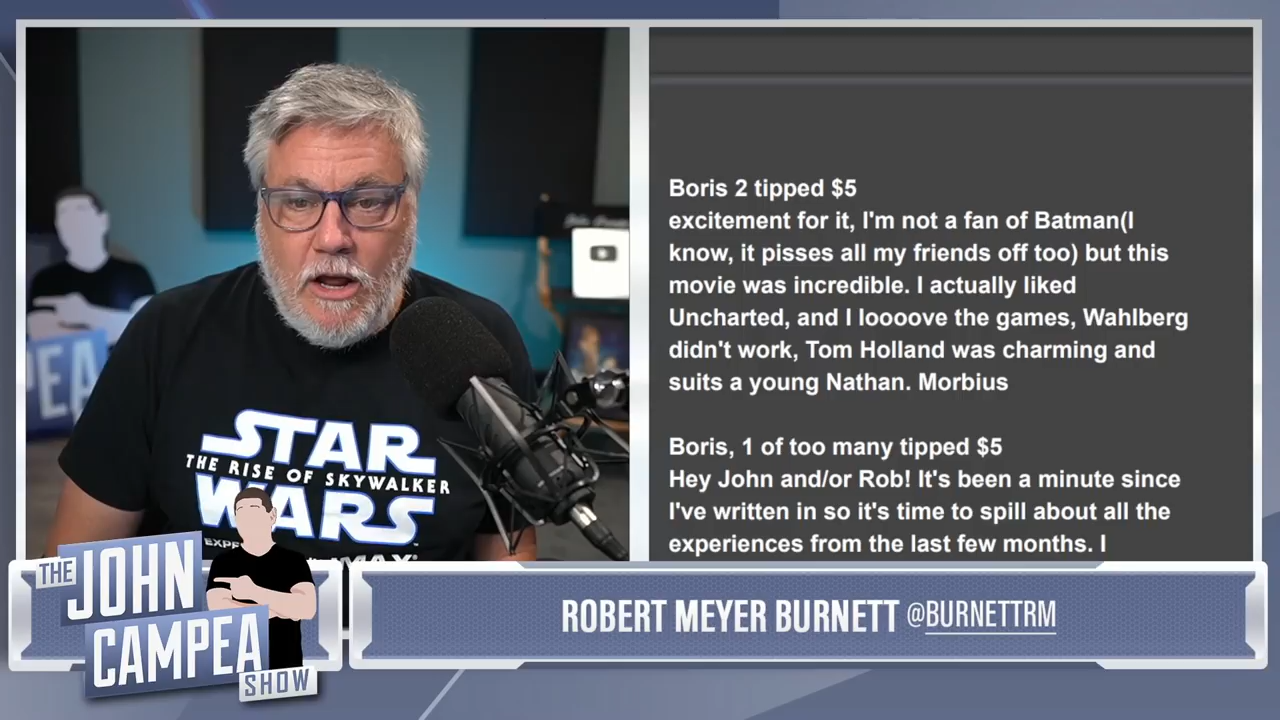 Boris 2 tipped $5
excitement for it, I'm not a fan of Batman(I
know, it pisses all my friends off too) but this
movie was incredible. I actually liked
Uncharted, and I loooove the games, Wahlberg
didn't work, Tom Holland was charming and
suits a young Nathan. Morbius
Boris, 1 of too many tipped $5
Hey John and/or Rob! It's been a minute since
I've written in so it's time to spill about all the
experiences from the last few months. I
STAR
THE RISE OF SKYWALKER
WARS
IMAX
THE
JOHN
CAMPEA
SHOW
ROBERT MEYER BURNETT @BURNETTRM